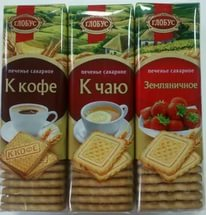 ГЛОБУС
печенье сахарное
К кофе
К КОФЕ
ГЛОБУС
печенье сахарное
К чаю
ГЛОБУС
печенье сахарное
Земляничное